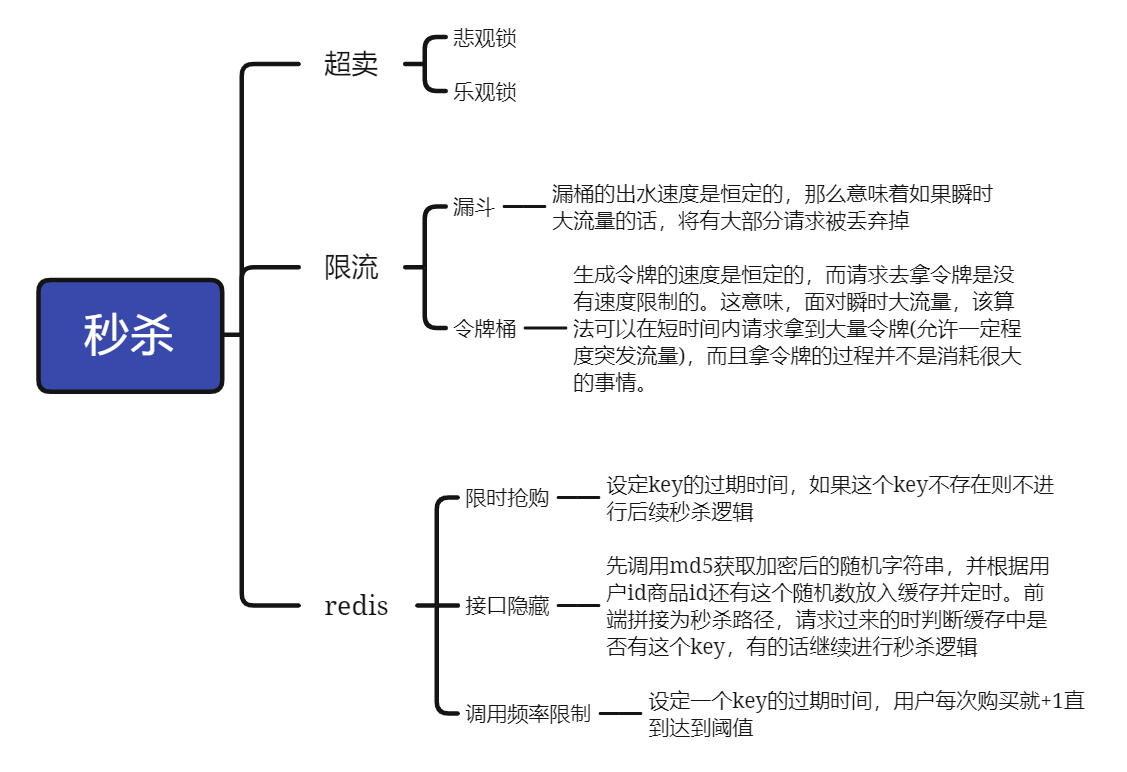 秒杀
超卖
悲观锁
乐观锁
限流
漏斗
漏桶的出水速度是恒定的，那么意味着如果瞬时
大流量的话，将有大部分请求被丢弃掉
令牌桶
生成令牌的速度是恒定的，而请求去拿令牌是没
有速度限制的。这意味，面对瞬时大流量，该算
法可以在短时间内请求拿到大量令牌(允许一定程
度突发流量)，而且拿令牌的过程并不是消耗很大
的事情。
redis
限时抢购
设定key的过期时间，如果这个key不存在则不进
行后续秒杀逻辑
接口隐藏
先调用md5获取加密后的随机字符串，并根据用
户id商品id还有这个随机数放入缓存并定时。前
端拼接为秒杀路径，请求过来的时判断缓存中是
否有这个key，有的话继续进行秒杀逻辑
调用频率限制
设定一个key的过期时间，用户每次购买就+1直
到达到阈值